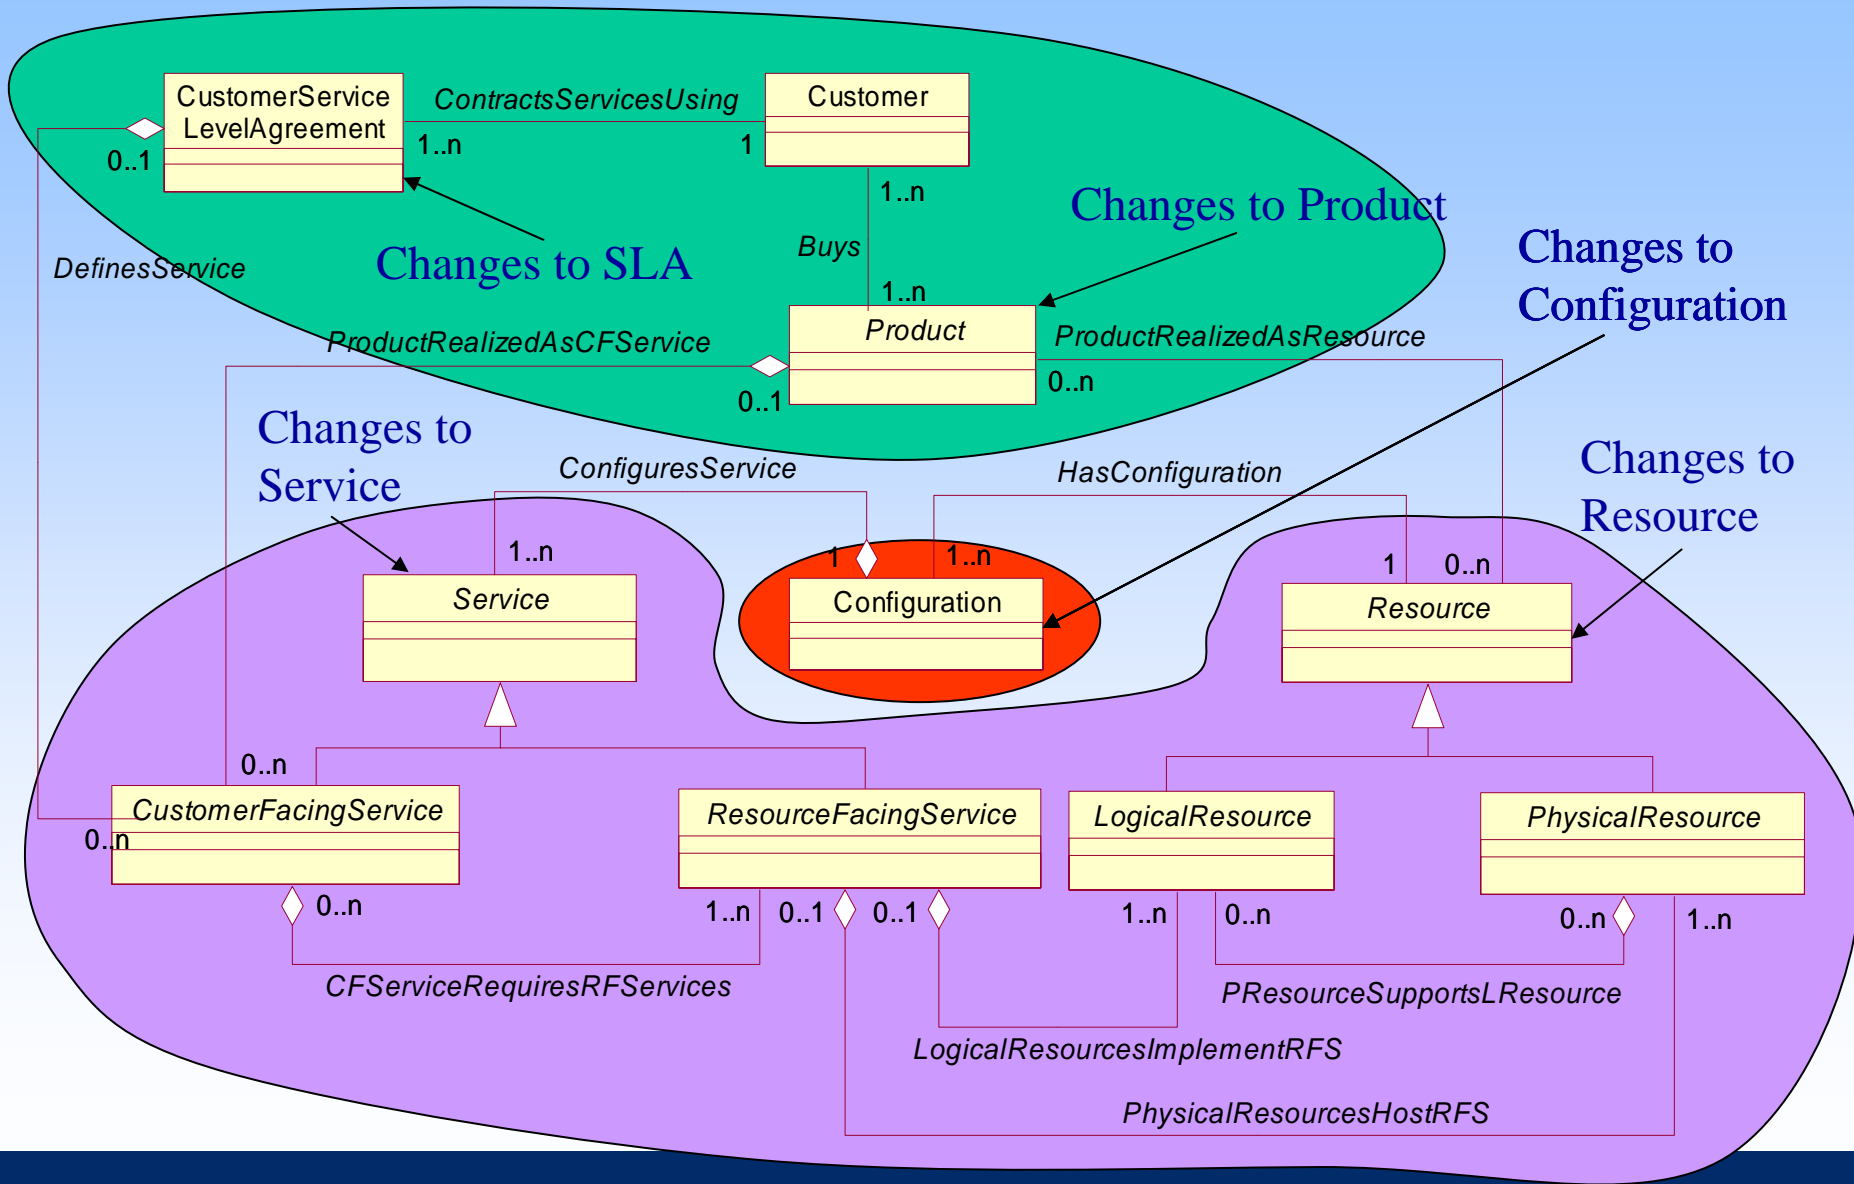 CustomerService
LevelAgreement
ContractsServicesUsing
Customer
0..1
1..n
1
1..n
Changes to Product
Buys
Changes to
Configuration
DefinesService
Changes to SLA
1..n
ProductRealizedAsCFService
Product
ProductRealizedAsResource
0..1
0..n
Changes to
Service
ConfiguresService
HasConfiguration
Changes to
Resource
1..n
1
1..n
1
0..n
Service
Configuration
Resource
0..n
CustomerFacingService
ResourceFacingService
LogicalResource
PhysicalResource
0..n
0..n
1..n
0..1
0..1
1..n
0..n
0..n
1..n
CFServiceRequiresRFServices
PResourceSupportsLResource
LogicalResourcesImplementRFS
PhysicalResourcesHostRFS